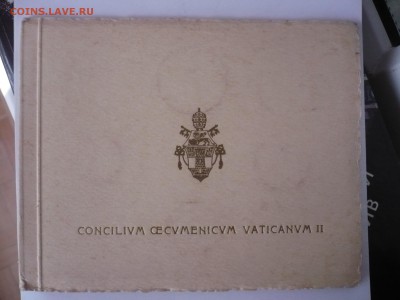 COINS.LAVE.RU
CONCILIVM ŒCVMENICVM VATICANVM II